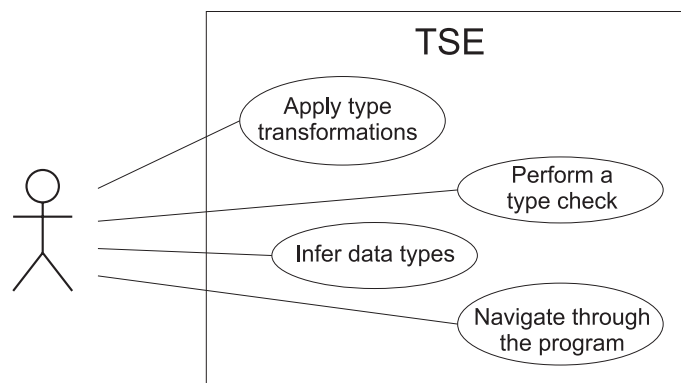 TSE
Apply type
transformations
Perform a
type check
Infer data types
Navigate through
the program